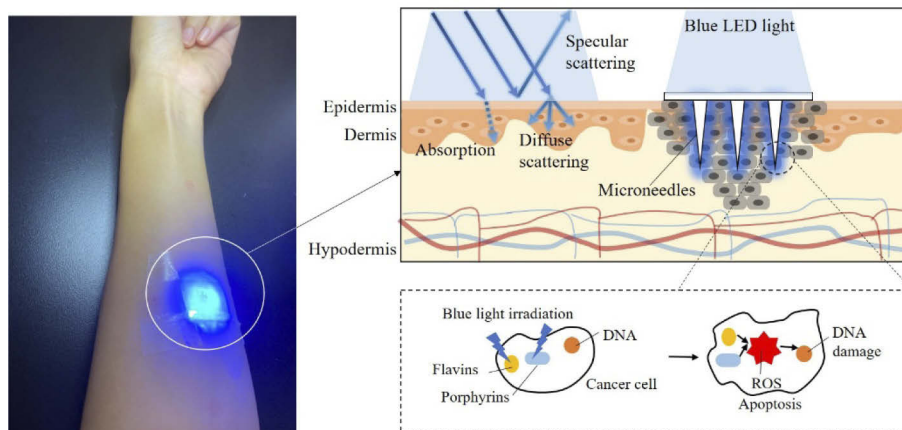 Specular
scattering
Blue LED light
Epidermis
Dermis
Absorption
Diffuse
scattering
Microneedles
Hypodermis
Blue light irradiation
DNA
Flavins
Porphyrins
Cancer cell
DNA
damage
ROS
Apoptosis